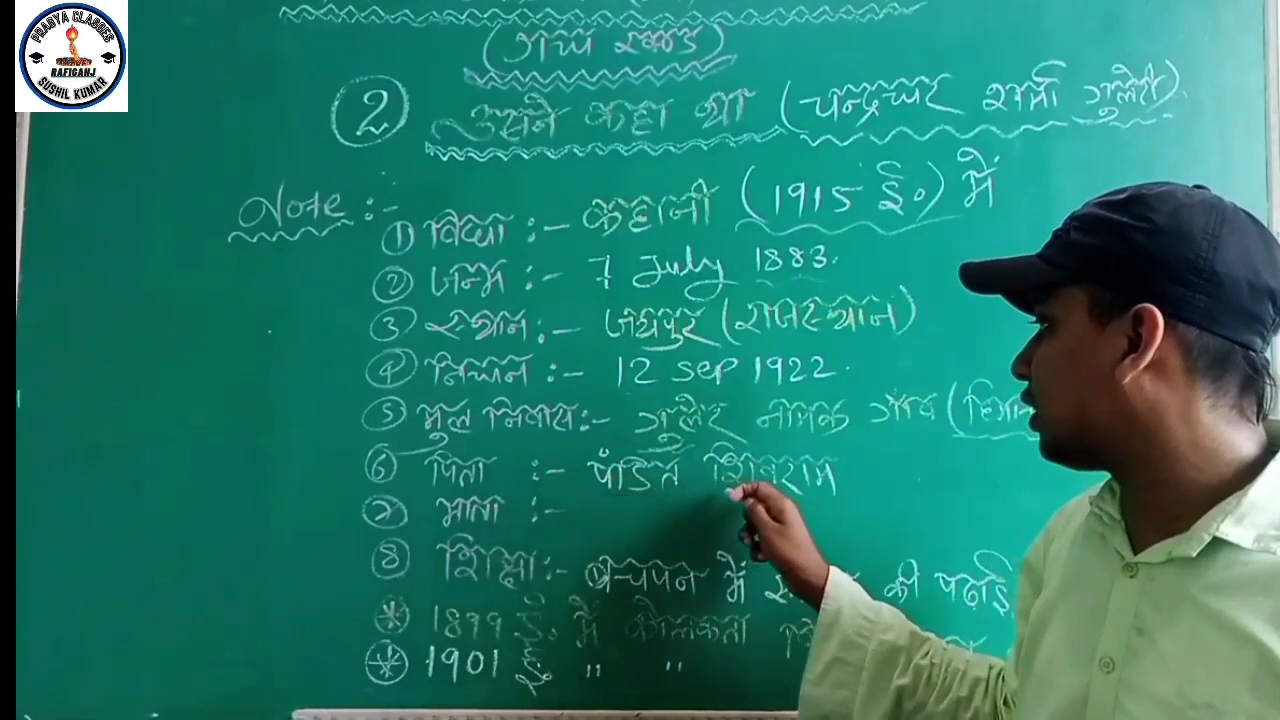 PRAGYA CLASSES
RAFIGANJ
SUSHIL KUMAR
(गद्य खण्ड)
2 उसने कहा था (चन्द्रधर शर्मा गुलेरी)
Note :-
① विधा :- कहानी (1915 ई०) में
② जन्म :- 7 July 1883.
③ स्थान :- जयपुर (राजस्थान)
④ निधन :- 12 Sep 1922.
⑤ मुल निवास :- गुलेर नामक गाँव
⑥ पिता :- पंडित शिवराम
⑦ माता :-
⑧ शिक्षा :- ① बचपन में की पढ़ाई
* 1899 ई. में कोलकता
* 1901 ई. " "